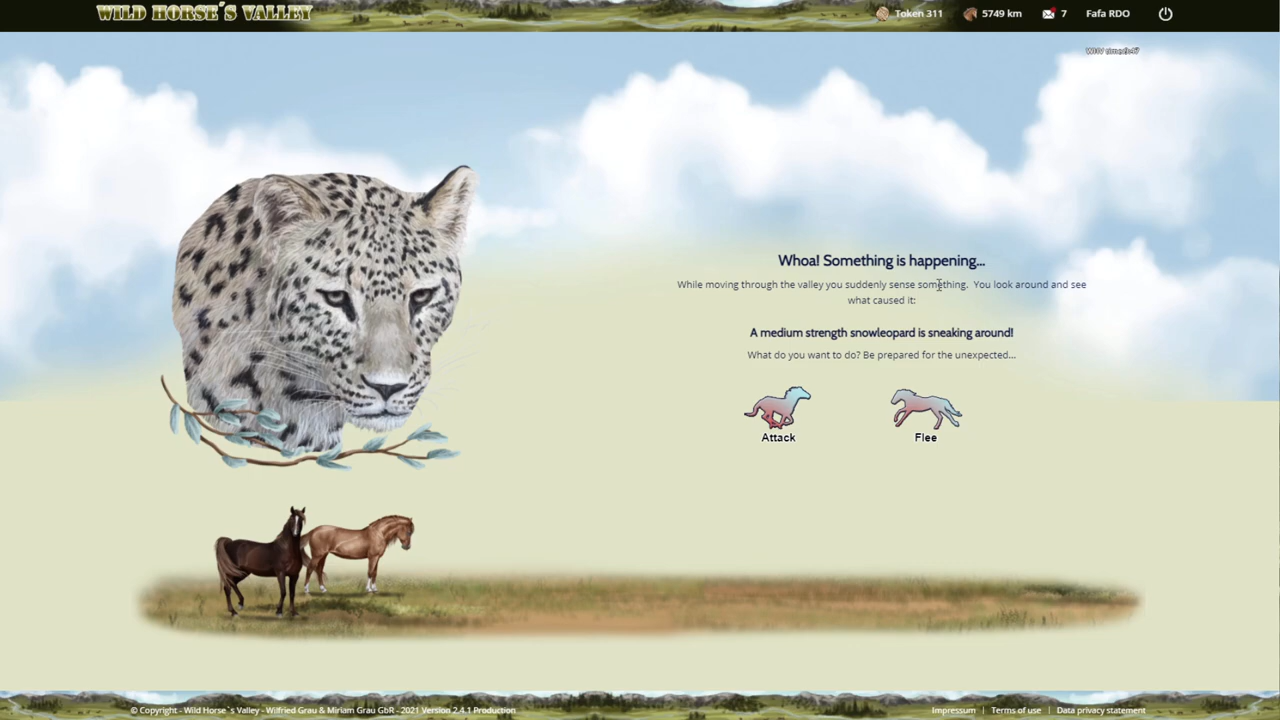 WILD HORSE'S VALLEY
Token 311
5749 km
7
Fafa RDO
Whoa! Something is happening...
While moving through the valley you suddenly sense something. You look around and see
what caused it:
A medium strength snowleopard is sneaking around!
What do you want to do? Be prepared for the unexpected...
Attack
Flee
© Copyright - Wild Horse`s Valley - Wilfried Grau & Miriam Grau GbR - 2021 Version 2.4.1 Production
Impressum | Terms of use | Data privacy statement